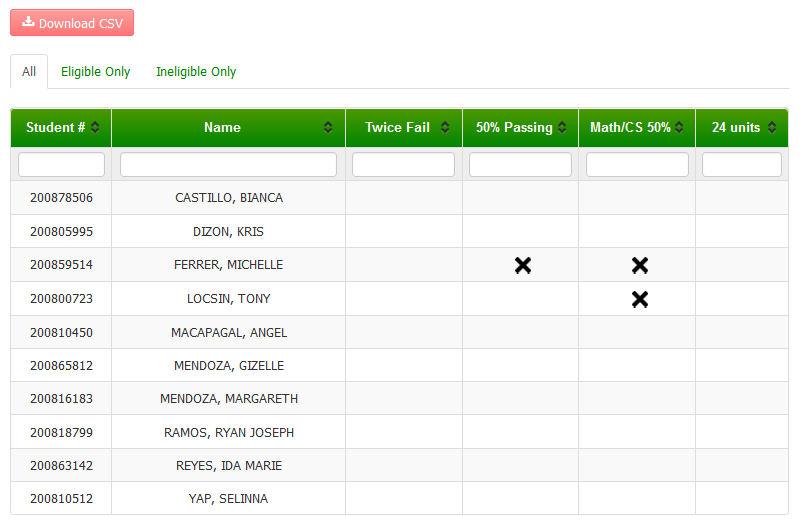 Download CSV
All Eligible Only Ineligible Only
Student # Name Twice Fail 50% Passing Math/CS 50% 24 units
200878506 CASTILLO, BIANCA
200805995 DIZON, KRIS
200859514 FERRER, MICHELLE
200800723 LOCSIN, TONY
200810450 MACAPAGAL, ANGEL
200865812 MENDOZA, GIZELLE
200816183 MENDOZA, MARGARETH
200818799 RAMOS, RYAN JOSEPH
200863142 REYES, IDA MARIE
200810512 YAP, SELINNA